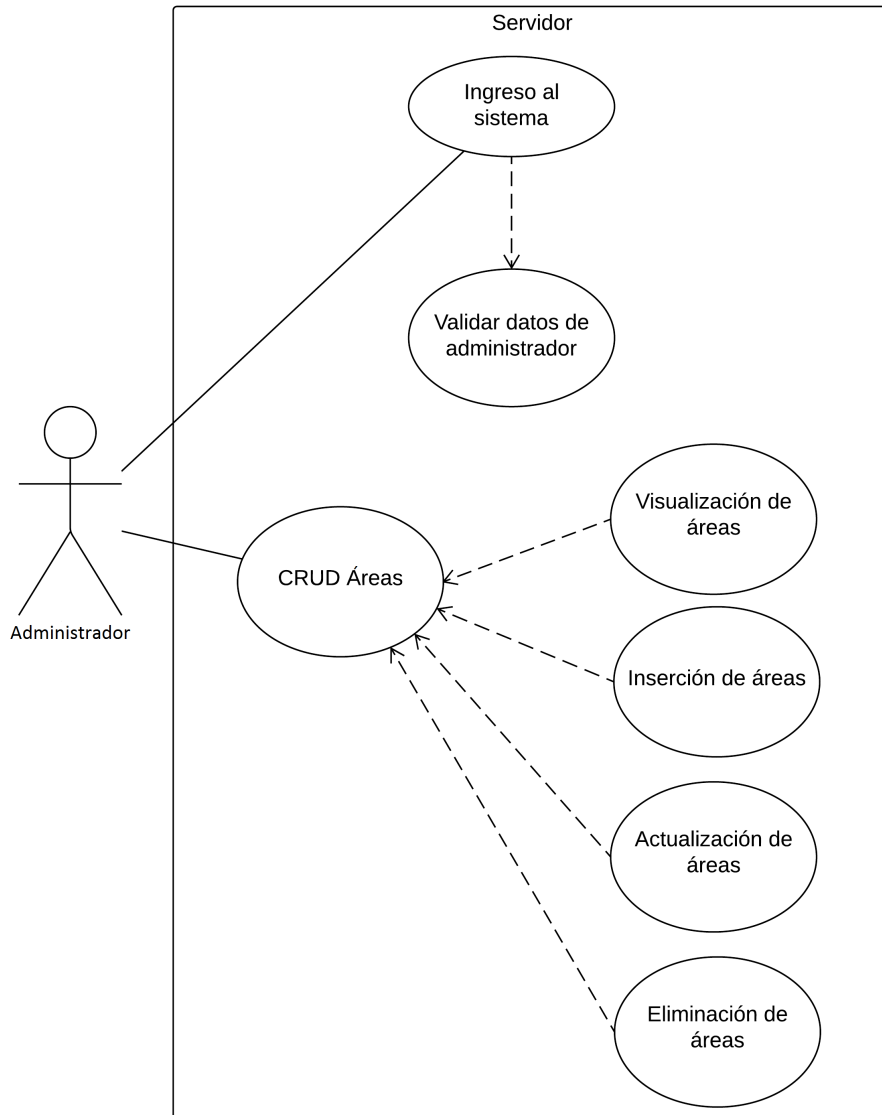 Servidor
Ingreso al
sistema
Validar datos de
administrador
Visualización de
áreas
CRUD Áreas
Administrador
Inserción de áreas
Actualización de
áreas
Eliminación de
áreas